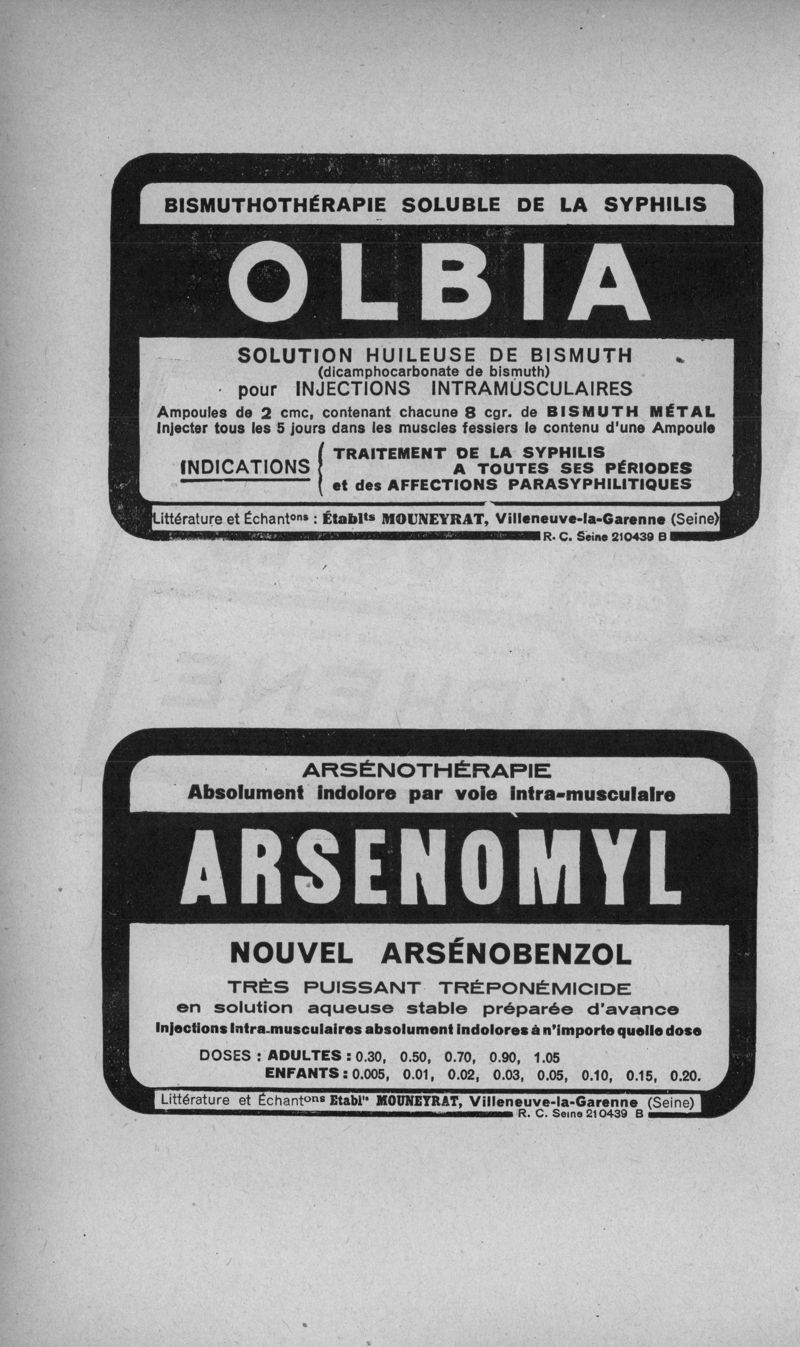 BISMUTHOTHÉRAPIE SOLUBLE DE LA SYPHILIS
OLBIA
SOLUTION HUILEUSE DE BISMUTH
(dicamphocarbonate de bismuth)
pour INJECTIONS INTRAMUSCULAIRES
Ampoules de 2 cmc, contenant chacune 8 cgr. de BISMUTH MÉTAL
Injecter tous les 5 jours dans les muscles fessiers le contenu d'une Ampoule
INDICATIONS
TRAITEMENT DE LA SYPHILIS
A TOUTES SES PÉRIODES
et des AFFECTIONS PARASYPHILITIQUES
Littérature et Échantons : Établts MOUNEYRAT, Villeneuve-la-Garenne (Seine)
R. C. Seine 210439 B
ARSÉNOTHÉRAPIE
Absolument indolore par voie intra-musculaire
ARSENOMYL
NOUVEL ARSÉNOBENZOL
TRÈS PUISSANT TRÉPONÉMICIDE
en solution aqueuse stable préparée d'avance
Injections Intra.musculaires absolument indolores à n'importe quelle dose
DOSES : ADULTES : 0.30, 0.50, 0.70, 0.90, 1.05
ENFANTS : 0.005, 0.01, 0.02, 0.03, 0.05, 0.10, 0.15, 0.20.
Littérature et Échantons Etablts MOUNEYRAT, Villeneuve-la-Garenne (Seine)
R. C. Seine 210439 B